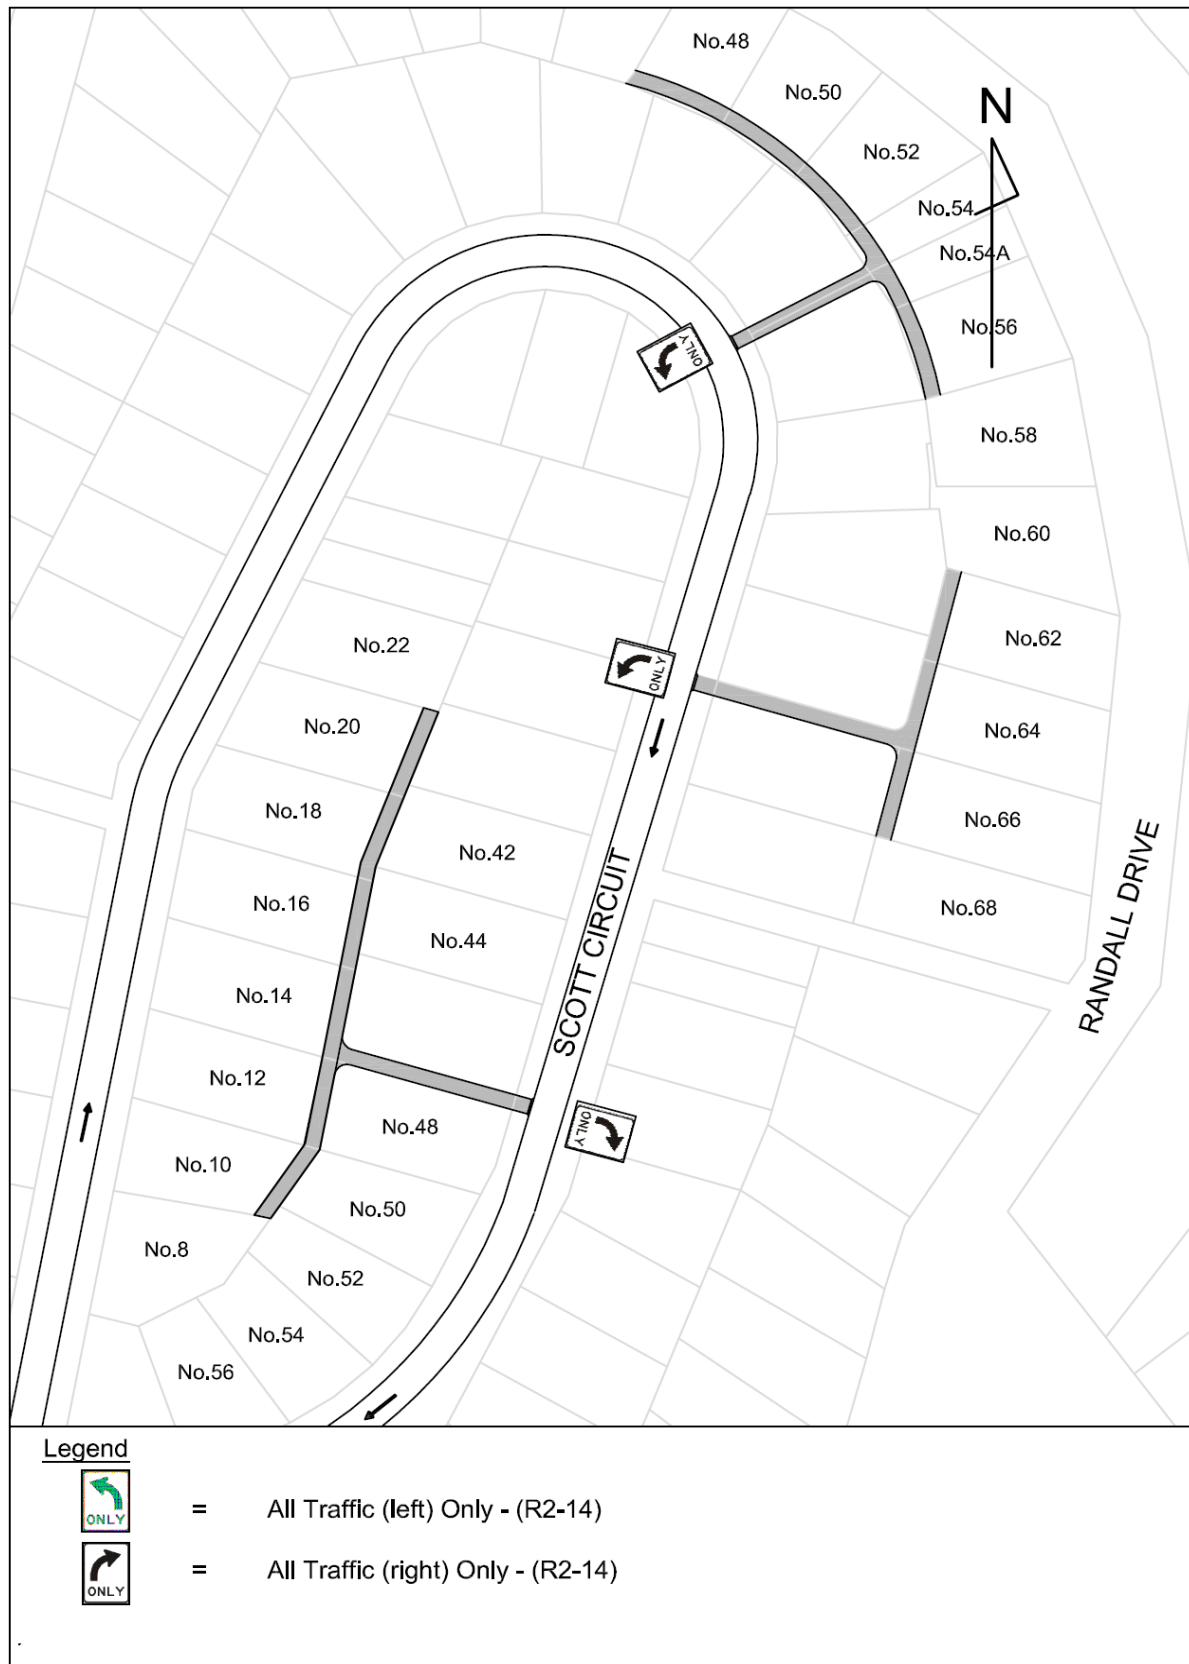 No.48
No.50
N
No.52
No.54
No.54A
No.56
ONLY
No.58
No.60
No.22
No.62
ONLY
No.20
No.64
No.18
No.66
No.42
No.16
No.68
No.44
SCOTT CIRCUIT
RANDALL DRIVE
No.14
No.12
No.48
ONLY
No.10
No.50
No.8
No.52
No.54
No.56
Legend
ONLY = All Traffic (left) Only - (R2-14)
ONLY = All Traffic (right) Only - (R2-14)